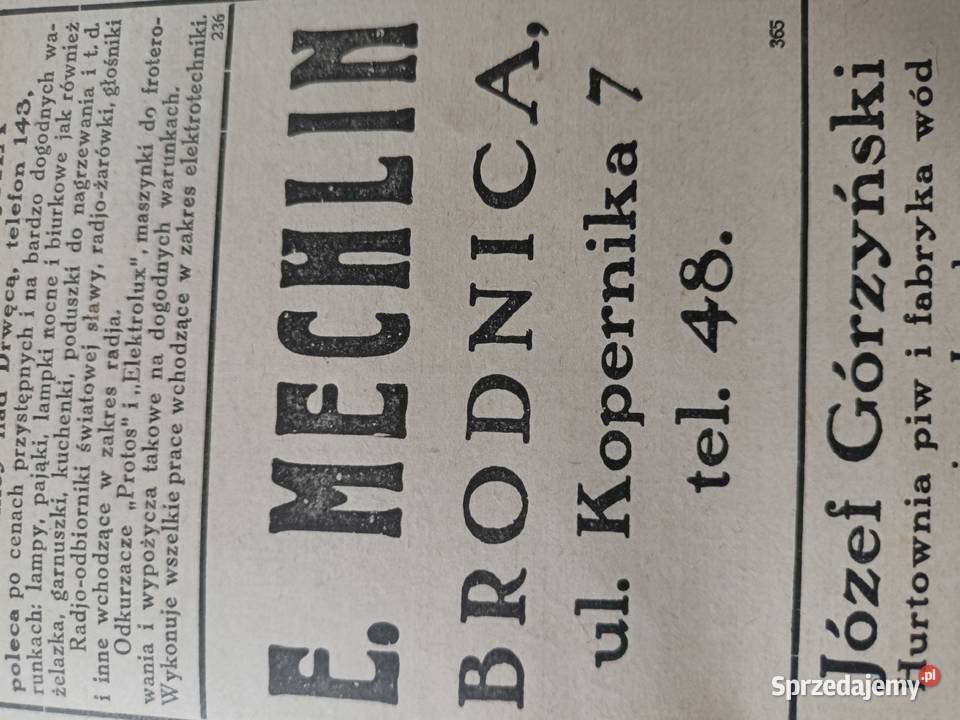 poleca po cenach przystępnych i na bardzo dogodnych wa-
runkach: lampy, pająki, lampki nocne i biurkowe jak również
żelazka, garnuszki, kuchenki, poduszki do nagrzewania i t. d.
Radjo-odbiorniki światowej sławy, radjo-żarówki, głośniki
i inne wchodzące w zakres radja.
Odkurzacze „Protos" i „Elektrolux", maszynki do frotero-
wania i wypożycza takowe na dogodnych warunkach.
Wykonuje wszelkie prace wchodzące w zakres elektrotechniki.
236
F. MECHLIN
BRODNICA,
ul. Kopernika 7
tel. 48.
365
Józef Górzyński
Hurtownia piw i fabryka wód
Sprzedajemy.pl